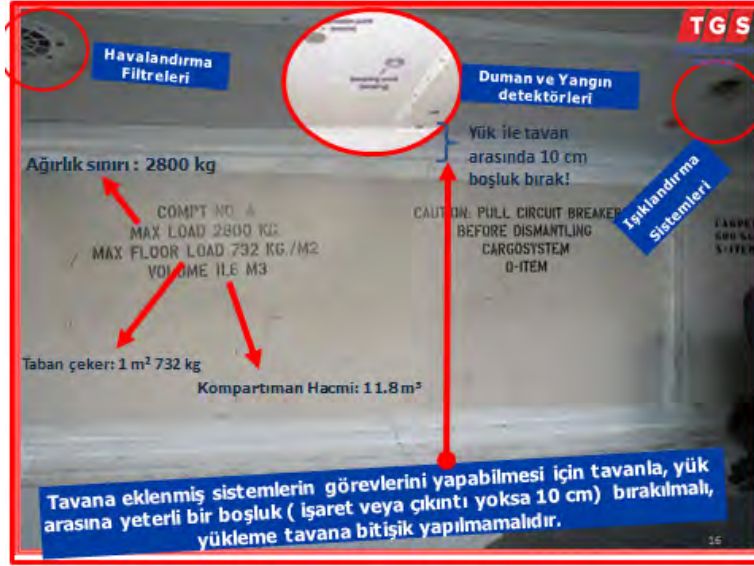 TGS
Havalandırma
Filtreleri
Duman ve Yangın
detektörleri
Yük ile tavan
arasında 10 cm
boşluk bırak!
Ağırlık sınırı : 2800 kg
Işıklandırma
Sistemleri
COMPT NO. 4
MAX LOAD 2800 KG
MAX FLOOR LOAD 732 KG/M2
VOLUME 11.8 M3
CAUTION: PULL CIRCUIT BREAKER
BEFORE DISMANTLING
CARGOSYSTEM
D-ITEM
Taban çeker: 1 m² 732 kg
Kompartıman Hacmi: 11.8 m³
Tavana eklenmiş sistemlerin görevlerini yapabilmesi için tavanla, yük
arasına yeterli bir boşluk ( işaret veya çıkıntı yoksa 10 cm) bırakılmalı,
yükleme tavana bitişik yapılmamalıdır.
16